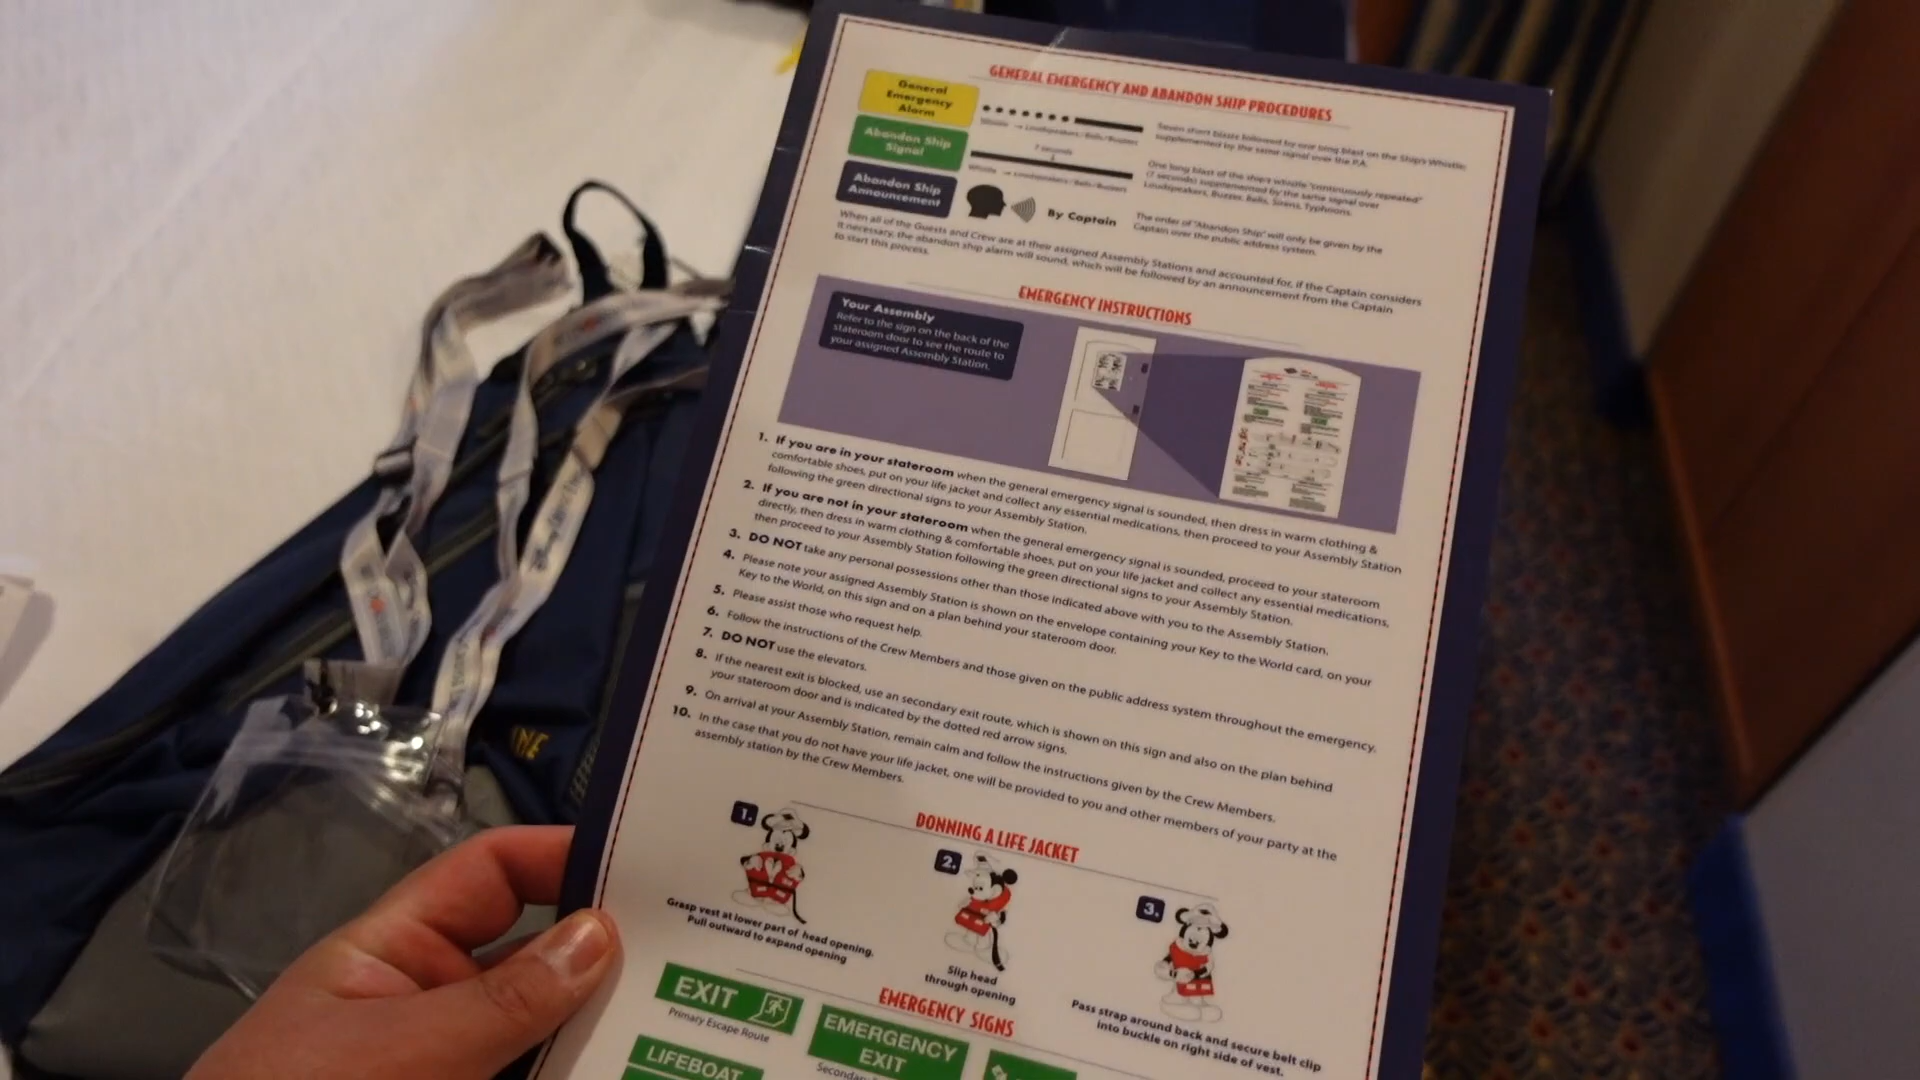 GENERAL EMERGENCY AND ABANDON SHIP PROCEDURES
General
Emergency
Alarm
Whistle → Loudspeakers / Bells / Buzzers
Seven short blasts followed by one long blast on the Ship's Whistle;
supplemented by the same signal over the P.A.
Abandon Ship
Signal
7 seconds
Whistle → Loudspeakers / Bells / Buzzers
One long blast of the ship's whistle "continuously repeated"
(7 seconds) supplemented by the same signal over
Loudspeakers, Buzzer, Bells, Sirens, Typhoons.
Abandon Ship
Announcement
By Captain
The order of "Abandon Ship" will only be given by the
Captain over the public address system.
When all of the Guests and Crew are at their assigned Assembly Stations and accounted for, if the Captain considers
it necessary, the abandon ship alarm will sound, which will be followed by an announcement from the Captain
to start this process.
EMERGENCY INSTRUCTIONS
Your Assembly
Refer to the sign on the back of the
stateroom door to see the route to
your assigned Assembly Station.
1. If you are in your stateroom when the general emergency signal is sounded, then dress in warm clothing &
comfortable shoes, put on your life jacket and collect any essential medications, then proceed to your Assembly Station
following the green directional signs to your Assembly Station.
2. If you are not in your stateroom when the general emergency signal is sounded, proceed to your stateroom
directly, then dress in warm clothing & comfortable shoes, put on your life jacket and collect any essential medications,
then proceed to your Assembly Station following the green directional signs to your Assembly Station.
3. DO NOT take any personal possessions other than those indicated above with you to the Assembly Station.
4. Please note your assigned Assembly Station is shown on the envelope containing your Key to the World card, on your
Key to the World, on this sign and on a plan behind your stateroom door.
5. Please assist those who request help.
6. Follow the instructions of the Crew Members and those given on the public address system throughout the emergency.
7. DO NOT use the elevators.
8. If the nearest exit is blocked, use an secondary exit route, which is shown on this sign and also on the plan behind
your stateroom door and is indicated by the dotted red arrow signs.
9. On arrival at your Assembly Station, remain calm and follow the instructions given by the Crew Members.
10. In the case that you do not have your life jacket, one will be provided to you and other members of your party at the
assembly station by the Crew Members.
DONNING A LIFE JACKET
1.
Grasp vest at lower part of head opening.
Pull outward to expand opening
2.
Slip head
through opening
3.
Pass strap around back and secure belt clip
into buckle on right side of vest.
EMERGENCY SIGNS
EXIT
Primary Escape Route
EMERGENCY
EXIT
LIFEBOAT